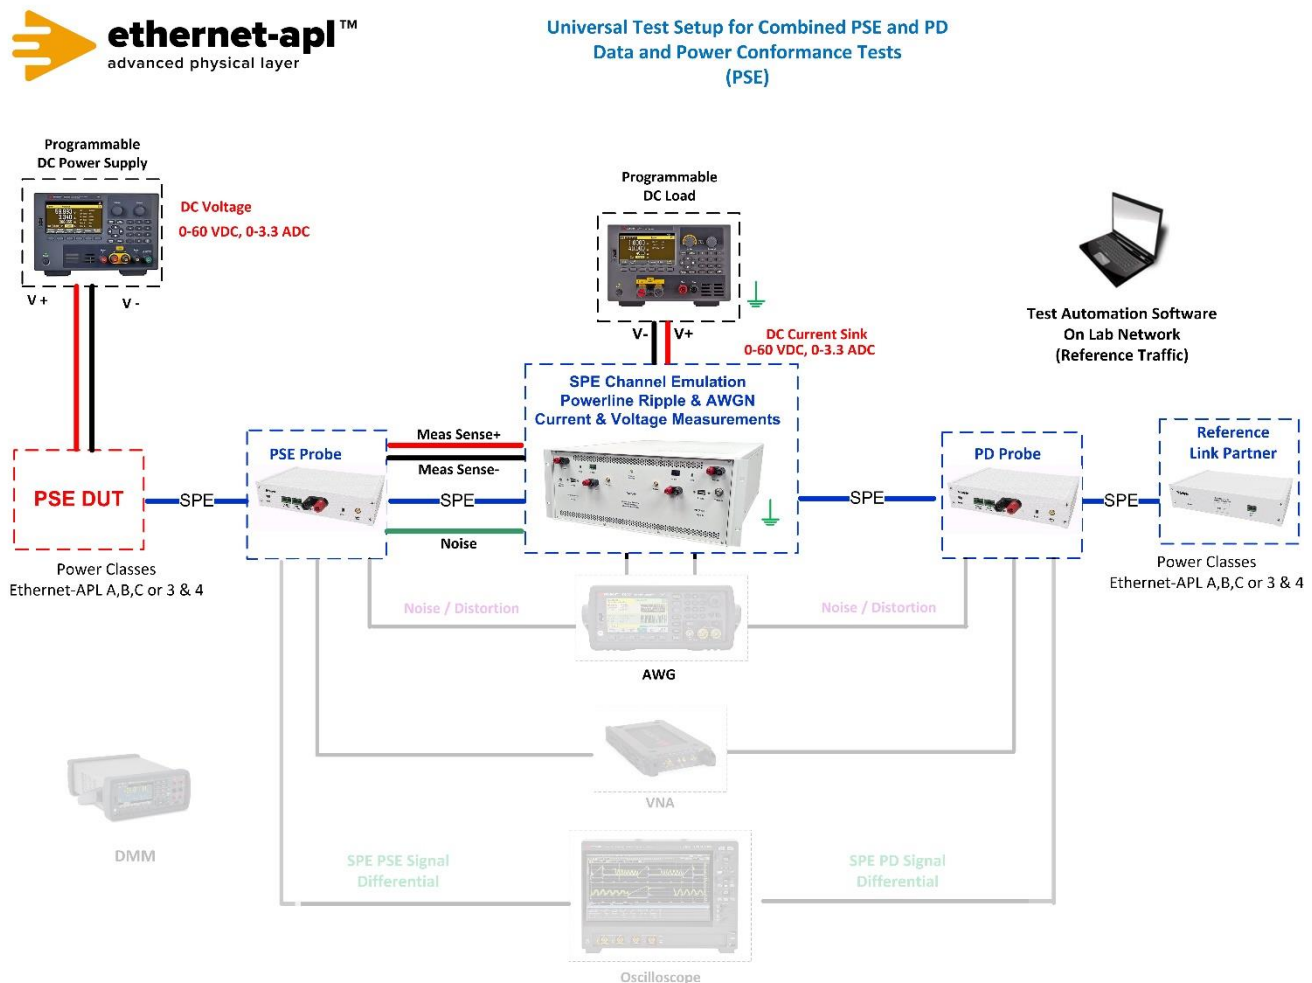 ethernet-apl™
advanced physical layer
Universal Test Setup for Combined PSE and PD
Data and Power Conformance Tests
(PSE)
Programmable
DC Power Supply
DC Voltage
0-60 VDC, 0-3.3 ADC
V +
V -
Programmable
DC Load
V-
V+
DC Current Sink
0-60 VDC, 0-3.3 ADC
Test Automation Software
On Lab Network
(Reference Traffic)
SPE Channel Emulation
Powerline Ripple & AWGN
Current & Voltage Measurements
PSE DUT
SPE
PSE Probe
Meas Sense+
Meas Sense-
SPE
Noise
SPE
PD Probe
SPE
Reference
Link Partner
Power Classes
Ethernet-APL A,B,C or 3 & 4
Power Classes
Ethernet-APL A,B,C or 3 & 4
Noise / Distortion
Noise / Distortion
AWG
VNA
DMM
SPE PSE Signal
Differential
SPE PD Signal
Differential
Oscilloscope